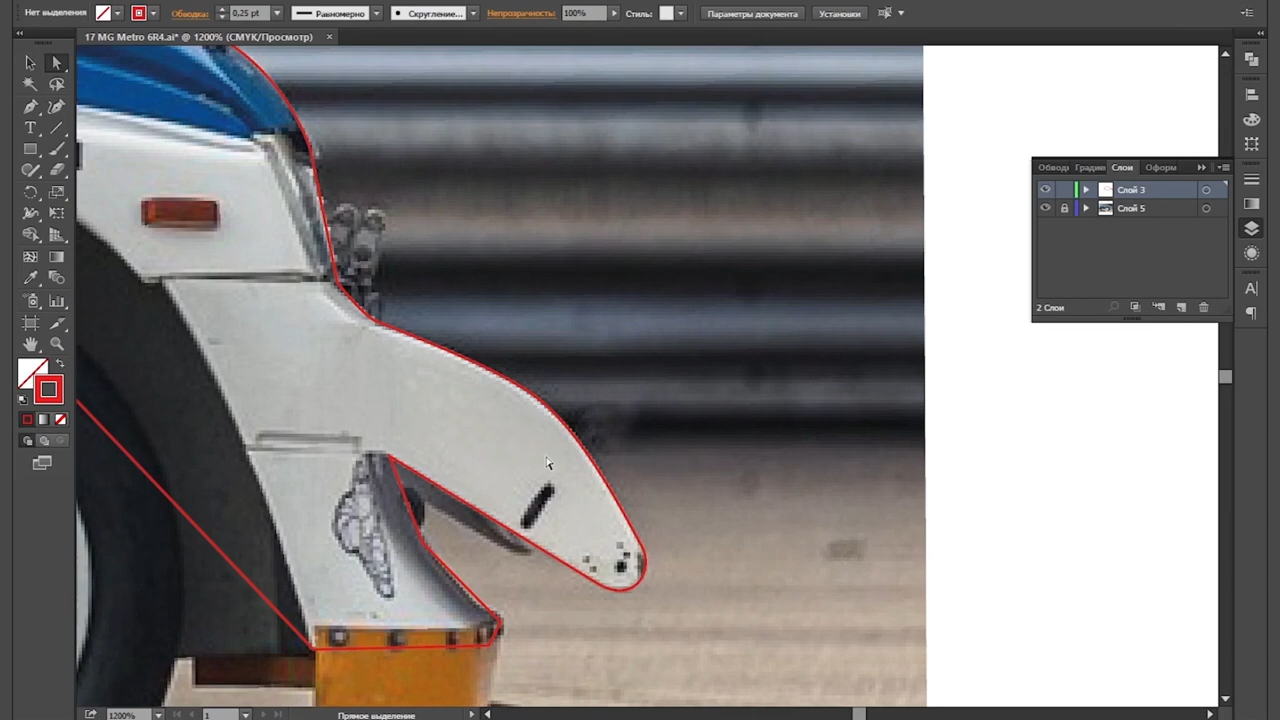 Нет выделения
Обводка:
0,25 pt
Равномерно
Скругление...
Непрозрачность:
100%
Стиль:
Параметры документа
Установки
17 MG Metro 6R4.ai* @ 1200% (CMYK/Просмотр)
Обводк
Градие
Слои
Оформ
Слой 3
Слой 5
2 Слои
1200%
1
Прямое выделение